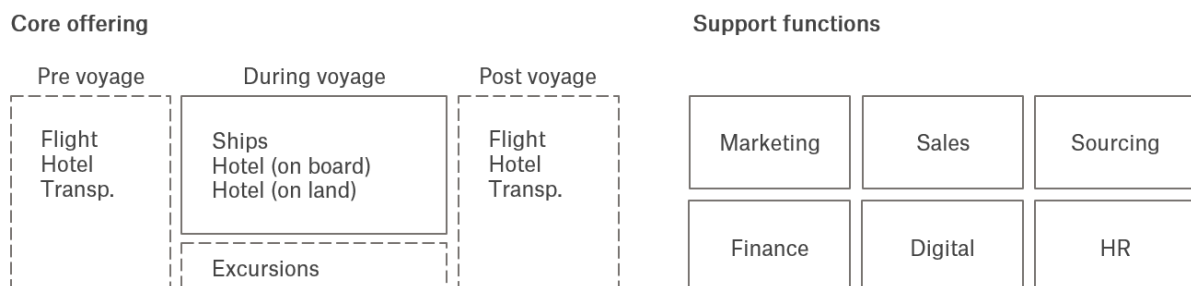 Core offering
Pre voyage
During voyage
Post voyage
Flight
Hotel
Transp.
Ships
Hotel (on board)
Hotel (on land)
Excursions
Flight
Hotel
Transp.
Support functions
Marketing
Sales
Sourcing
Finance
Digital
HR